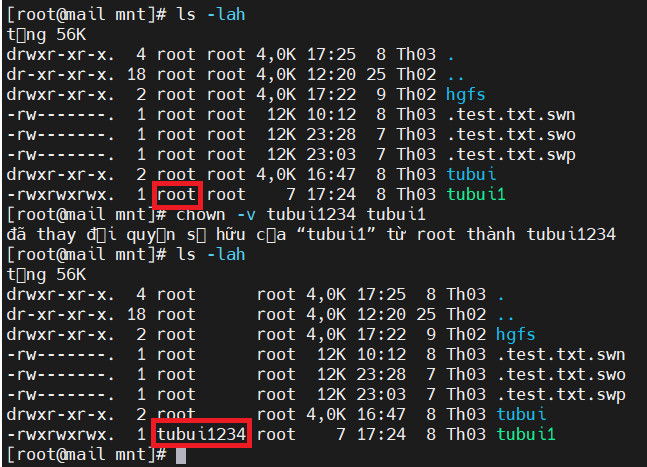 [root@mail mnt]# ls -lah
t▯ng 56K
drwxr-xr-x.  4 root root 4,0K 17:25  8 Th03 .
dr-xr-xr-x. 18 root root 4,0K 12:20 25 Th02 ..
drwxr-xr-x.  2 root root 4,0K 17:22  9 Th02 hgfs
-rw-------.  1 root root  12K 10:12  8 Th03 .test.txt.swn
-rw-------.  1 root root  12K 23:28  7 Th03 .test.txt.swo
-rw-------.  1 root root  12K 23:03  7 Th03 .test.txt.swp
drwxr-xr-x.  2 root root 4,0K 16:47  8 Th03 tubui
-rwxrwxrwx.  1 root root    7 17:24  8 Th03 tubui1
[root@mail mnt]# chown -v tubui1234 tubui1
đã thay đ▯i quy▯n s▯ hữu c▯a “tubui1” từ root thành tubui1234
[root@mail mnt]# ls -lah
t▯ng 56K
drwxr-xr-x.  4 root      root 4,0K 17:25  8 Th03 .
dr-xr-xr-x. 18 root      root 4,0K 12:20 25 Th02 ..
drwxr-xr-x.  2 root      root 4,0K 17:22  9 Th02 hgfs
-rw-------.  1 root      root  12K 10:12  8 Th03 .test.txt.swn
-rw-------.  1 root      root  12K 23:28  7 Th03 .test.txt.swo
-rw-------.  1 root      root  12K 23:03  7 Th03 .test.txt.swp
drwxr-xr-x.  2 root      root 4,0K 16:47  8 Th03 tubui
-rwxrwxrwx.  1 tubui1234 root    7 17:24  8 Th03 tubui1
[root@mail mnt]#